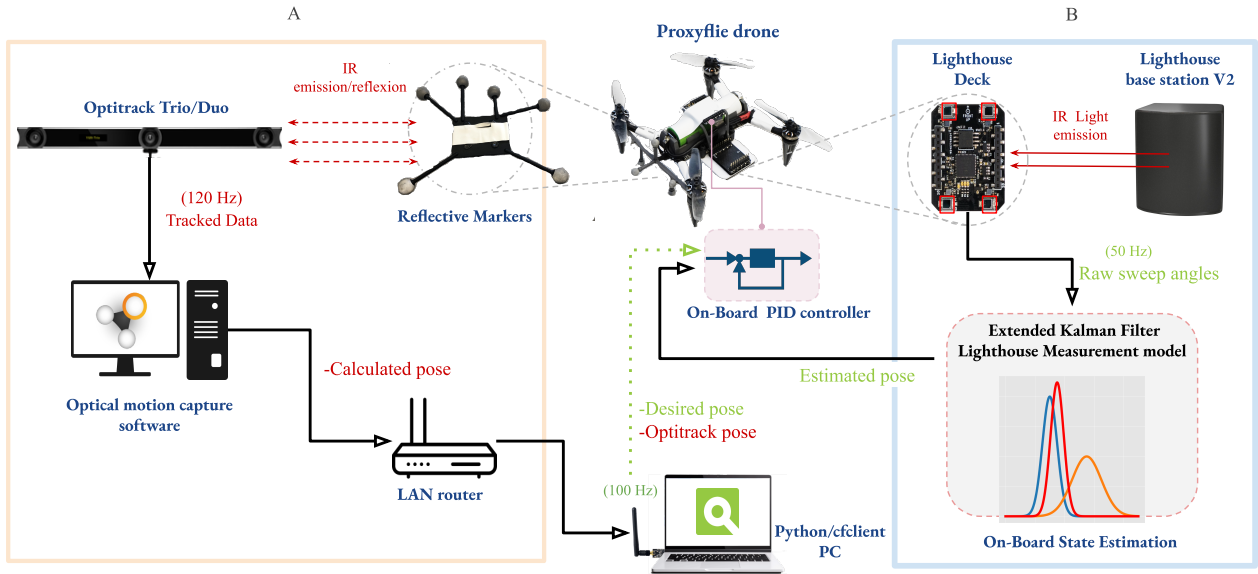 A
B
Proxyflie drone
IR
emission/reflexion
Optitrack Trio/Duo
Reflective Markers
(120 Hz)
Tracked Data
Optical motion capture
software
-Calculated pose
LAN router
Lighthouse
Deck
Lighthouse
base station V2
IR Light
emission
(50 Hz)
Raw sweep angles
On-Board PID controller
Extended Kalman Filter
Lighthouse Measurement model
Estimated pose
-Desired pose
-Optitrack pose
(100 Hz)
Python/cfclient
PC
On-Board State Estimation